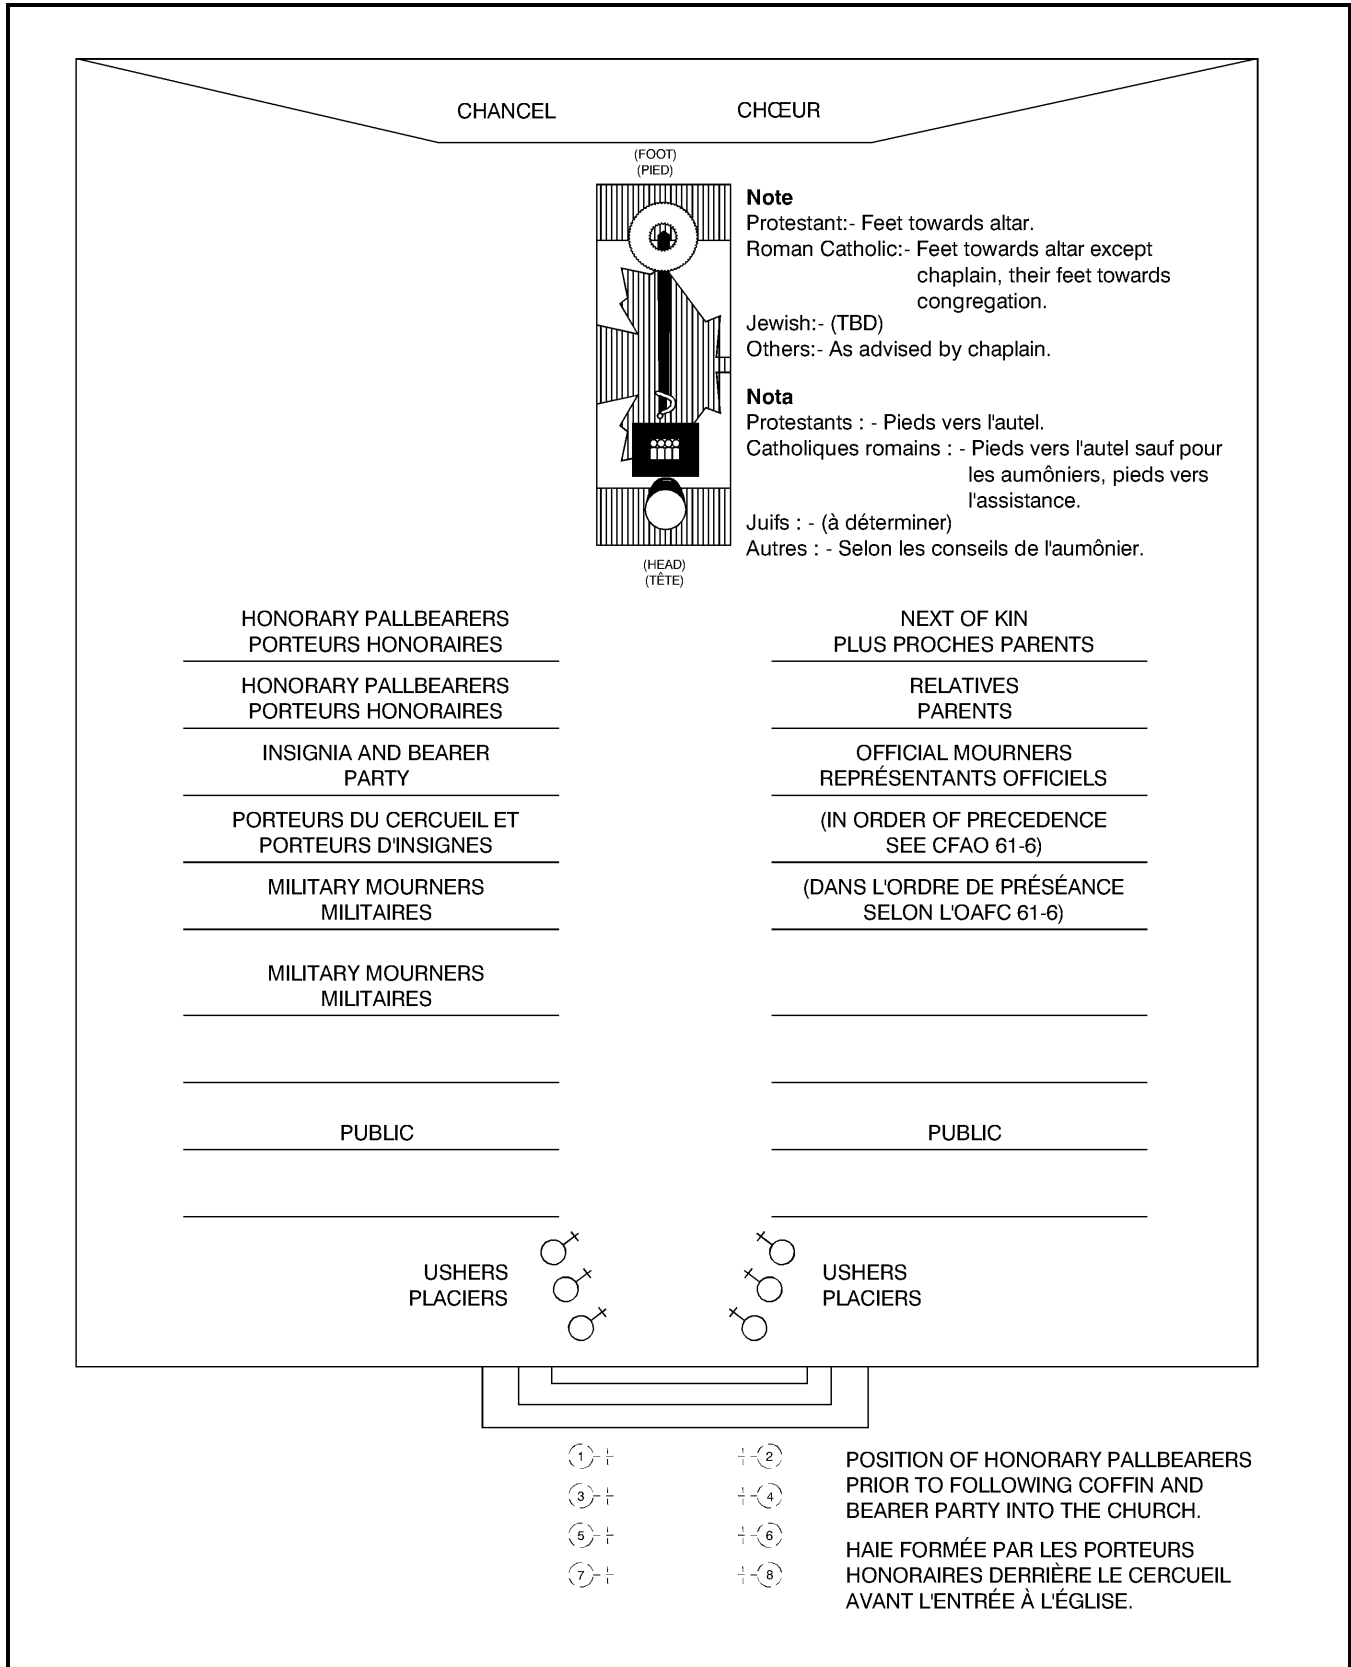 CHANCEL CHŒUR
(FOOT)
(PIED)
Note
Protestant:- Feet towards altar.
Roman Catholic:- Feet towards altar except
chaplain, their feet towards
congregation.
Jewish:- (TBD)
Others:- As advised by chaplain.
Nota
Protestants : - Pieds vers l'autel.
Catholiques romains : - Pieds vers l'autel sauf pour
les aumôniers, pieds vers
l'assistance.
Juifs : - (à déterminer)
Autres : - Selon les conseils de l'aumônier.
(HEAD)
(TÊTE)
HONORARY PALLBEARERS
PORTEURS HONORAIRES
HONORARY PALLBEARERS
PORTEURS HONORAIRES
INSIGNIA AND BEARER
PARTY
PORTEURS DU CERCUEIL ET
PORTEURS D'INSIGNES
MILITARY MOURNERS
MILITAIRES
MILITARY MOURNERS
MILITAIRES
PUBLIC
NEXT OF KIN
PLUS PROCHES PARENTS
RELATIVES
PARENTS
OFFICIAL MOURNERS
REPRÉSENTANTS OFFICIELS
(IN ORDER OF PRECEDENCE
SEE CFAO 61-6)
(DANS L'ORDRE DE PRÉSÉANCE
SELON L'OAFC 61-6)
PUBLIC
USHERS
PLACIERS
USHERS
PLACIERS
1 2
3 4
5 6
7 8
POSITION OF HONORARY PALLBEARERS
PRIOR TO FOLLOWING COFFIN AND
BEARER PARTY INTO THE CHURCH.
HAIE FORMÉE PAR LES PORTEURS
HONORAIRES DERRIÈRE LE CERCUEIL
AVANT L'ENTRÉE À L'ÉGLISE.